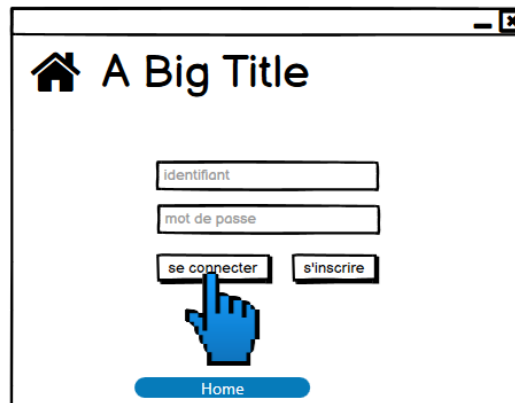 A Big Title
identifiant
mot de passe
se connecter s'inscrire
Home